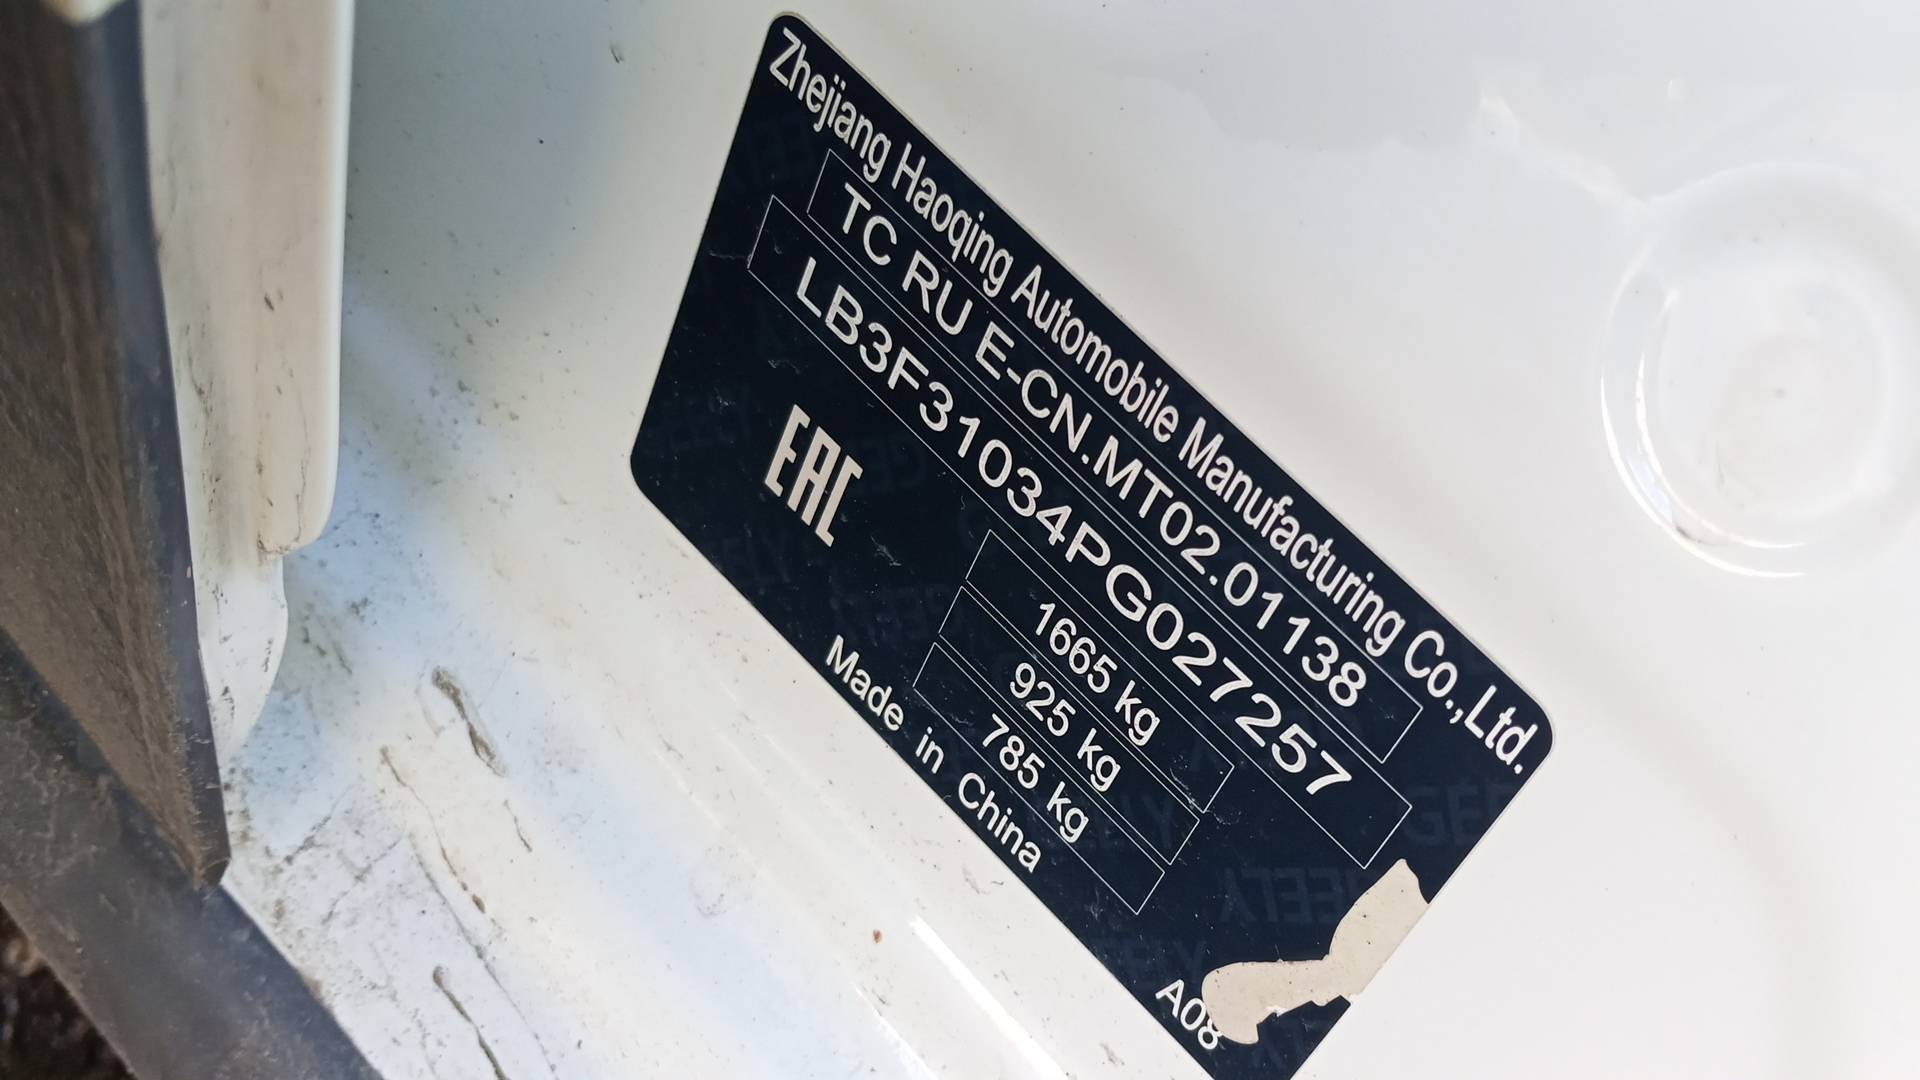 Zhejiang Haoqing Automobile Manufacturing Co.,Ltd.
TC RU E-CN.MT02.01138
LB3F31034PG027257
EAC
1665 kg
925 kg
785 kg
Made in China
A08